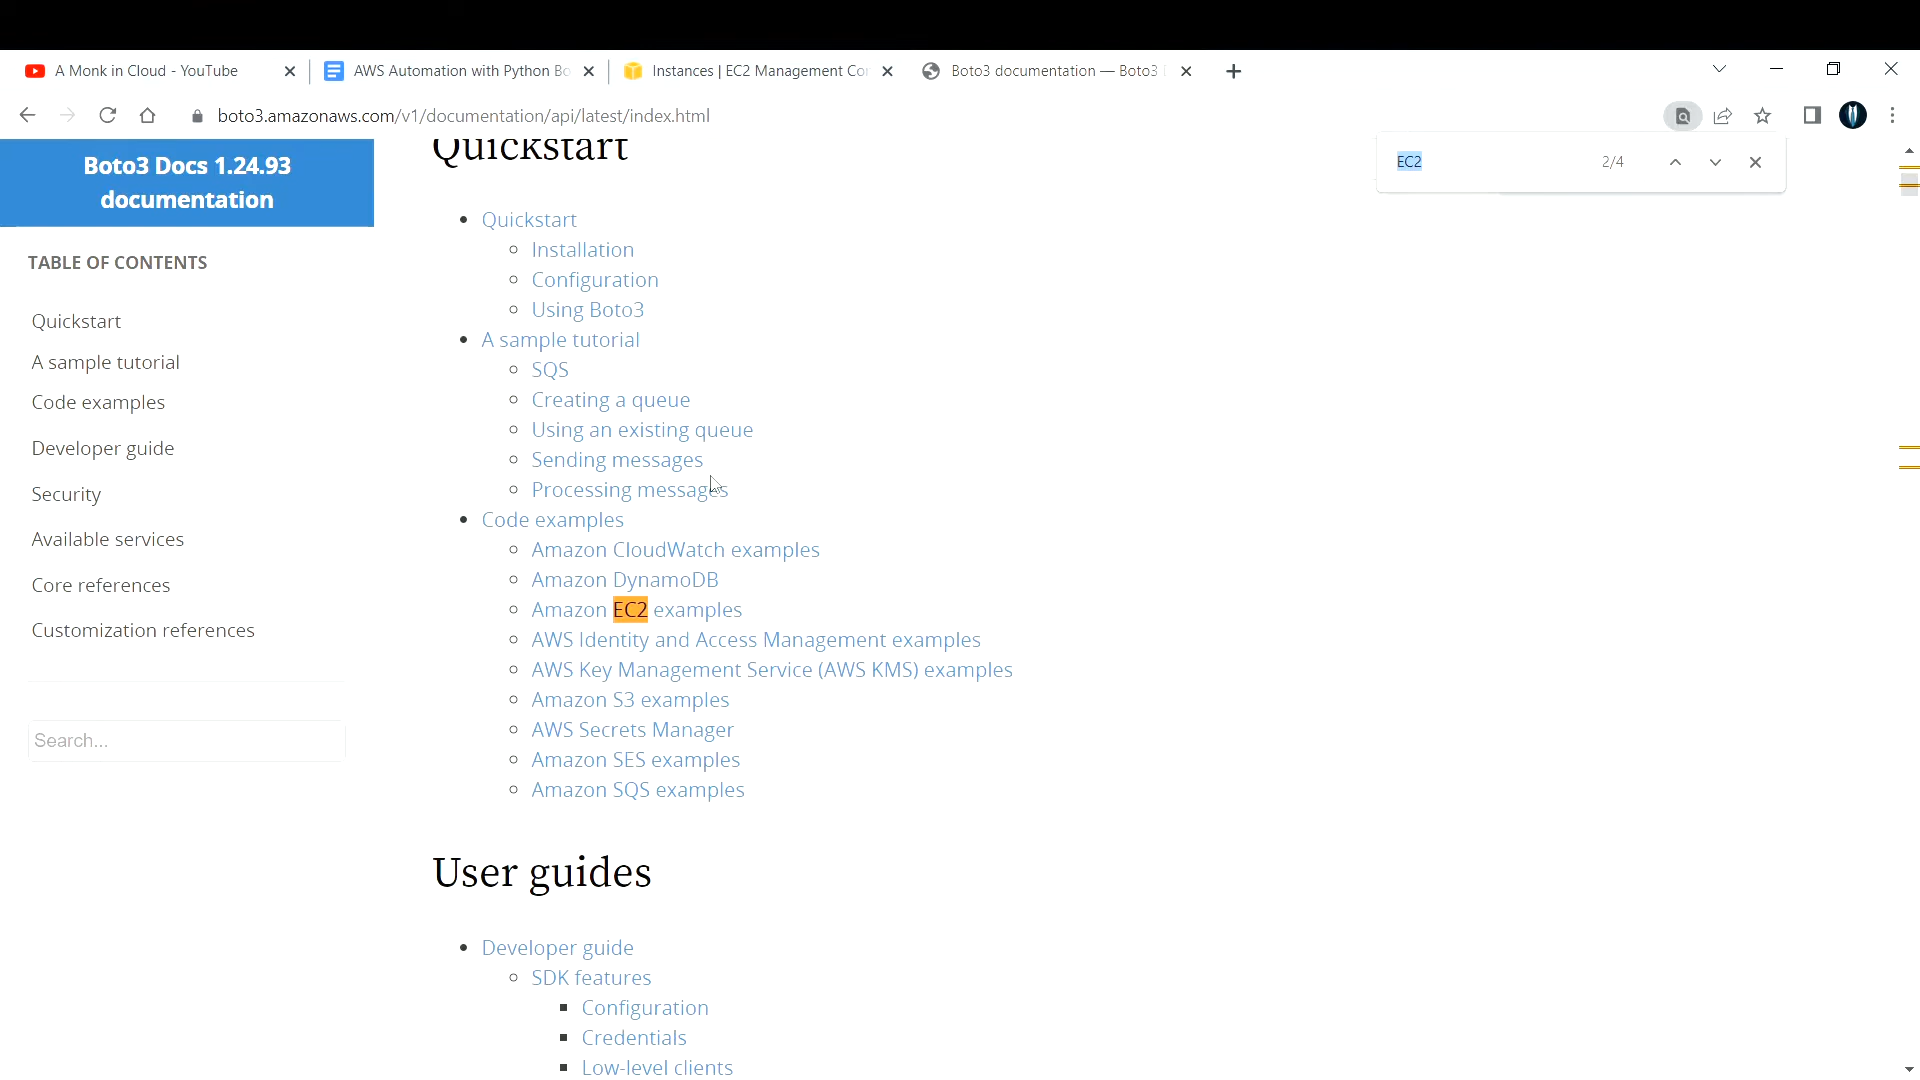 A Monk in Cloud - YouTube
AWS Automation with Python Bo
Instances | EC2 Management Co
Boto3 documentation — Boto3
boto3.amazonaws.com/v1/documentation/api/latest/index.html
EC2
2/4
Boto3 Docs 1.24.93
documentation
TABLE OF CONTENTS
Quickstart
A sample tutorial
Code examples
Developer guide
Security
Available services
Core references
Customization references
Search...
Quickstart
Quickstart
Installation
Configuration
Using Boto3
A sample tutorial
SQS
Creating a queue
Using an existing queue
Sending messages
Processing messages
Code examples
Amazon CloudWatch examples
Amazon DynamoDB
Amazon EC2 examples
AWS Identity and Access Management examples
AWS Key Management Service (AWS KMS) examples
Amazon S3 examples
AWS Secrets Manager
Amazon SES examples
Amazon SQS examples
User guides
Developer guide
SDK features
Configuration
Credentials
Low-level clients